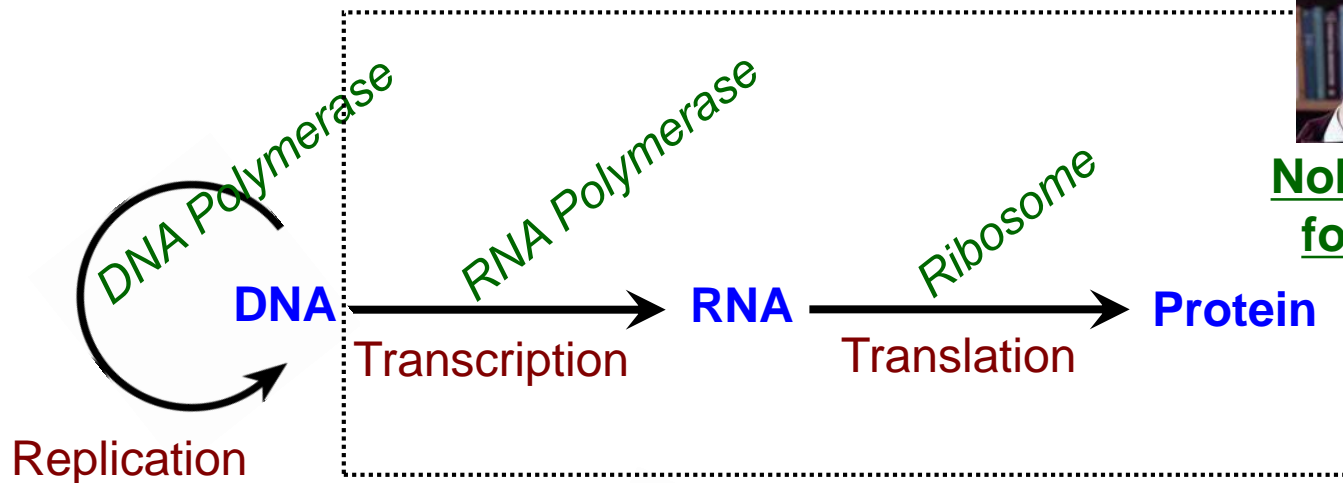 DNA Polymerase
RNA Polymerase
Ribosome
DNA
RNA
Protein
Transcription
Translation
Replication